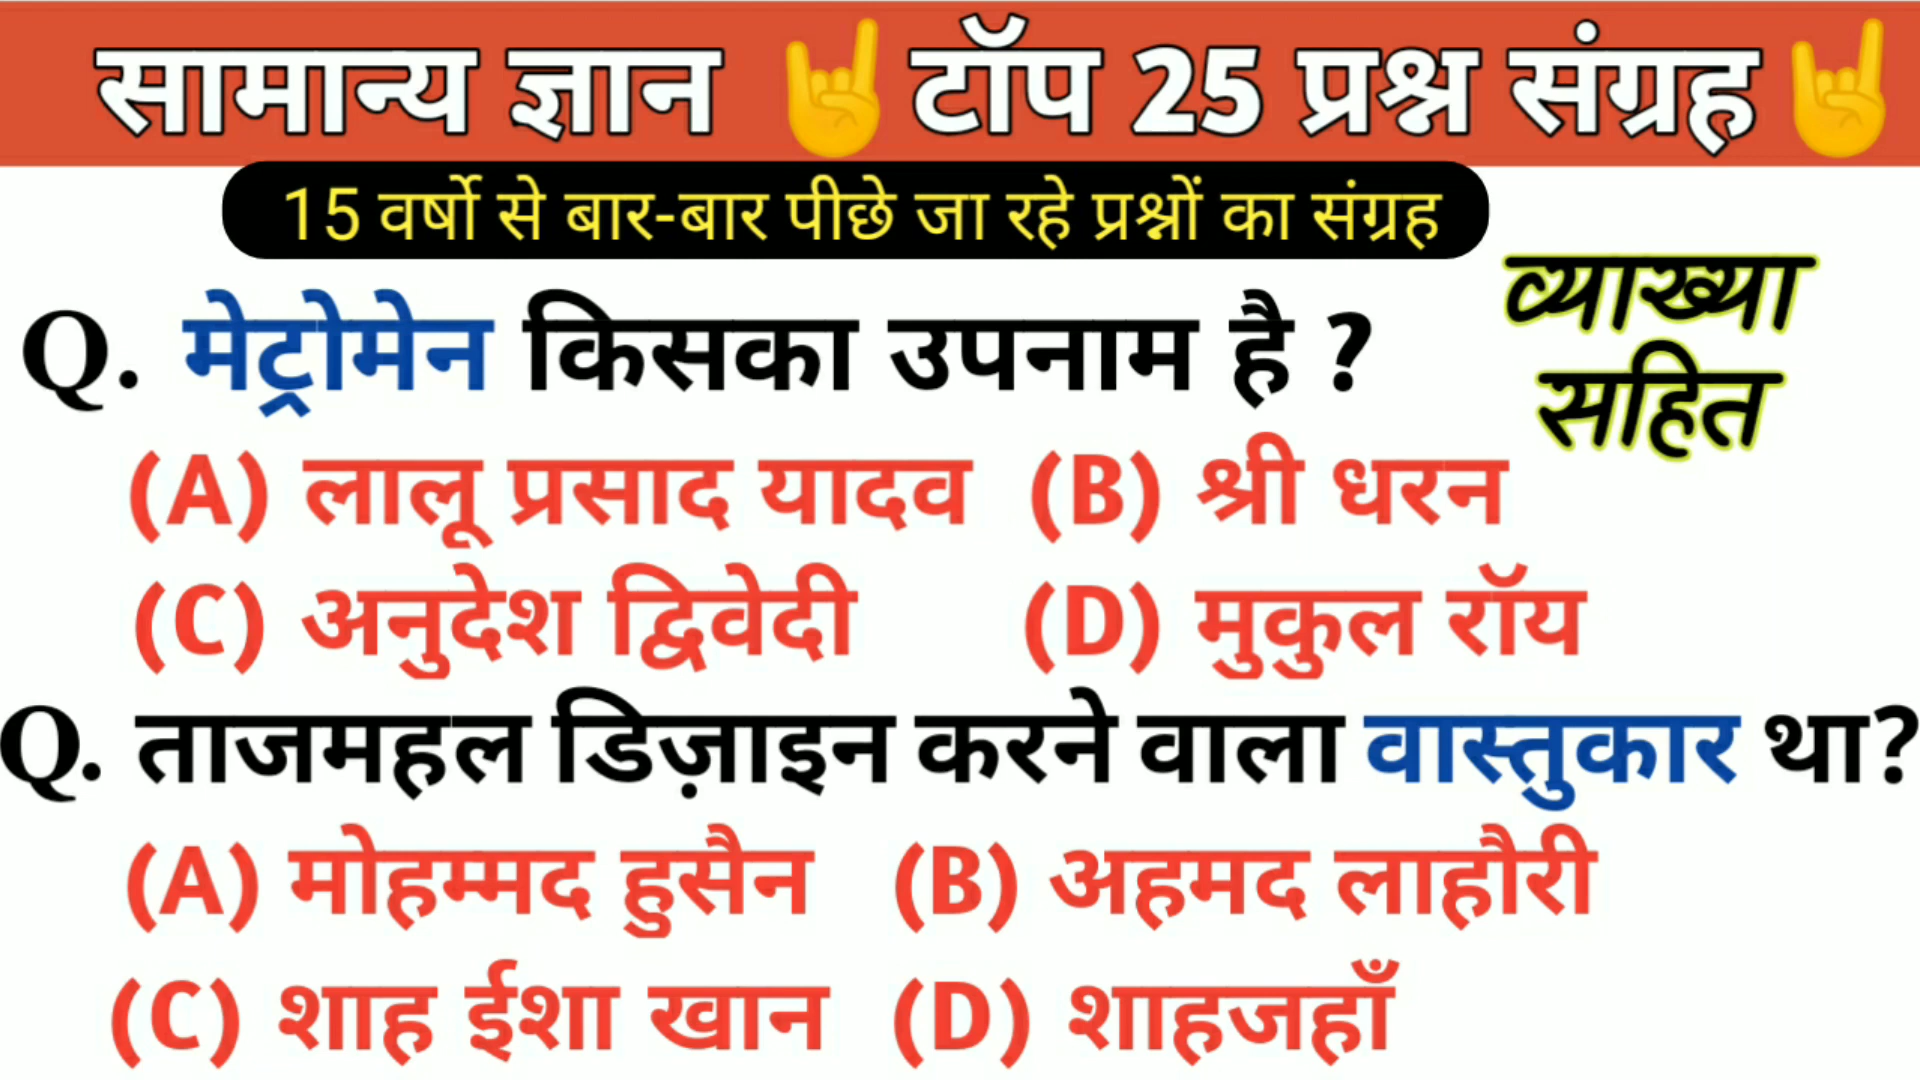 सामान्य ज्ञान 🤘टॉप 25 प्रश्न संग्रह🤘
15 वर्षो से बार-बार पीछे जा रहे प्रश्नों का संग्रह
व्याख्या
सहित
Q. मेट्रोमेन किसका उपनाम है ?
(A) लालू प्रसाद यादव (B) श्री धरन
(C) अनुदेश द्विवेदी (D) मुकुल रॉय
Q. ताजमहल डिज़ाइन करने वाला वास्तुकार था?
(A) मोहम्मद हुसैन (B) अहमद लाहौरी
(C) शाह ईशा खान (D) शाहजहाँ